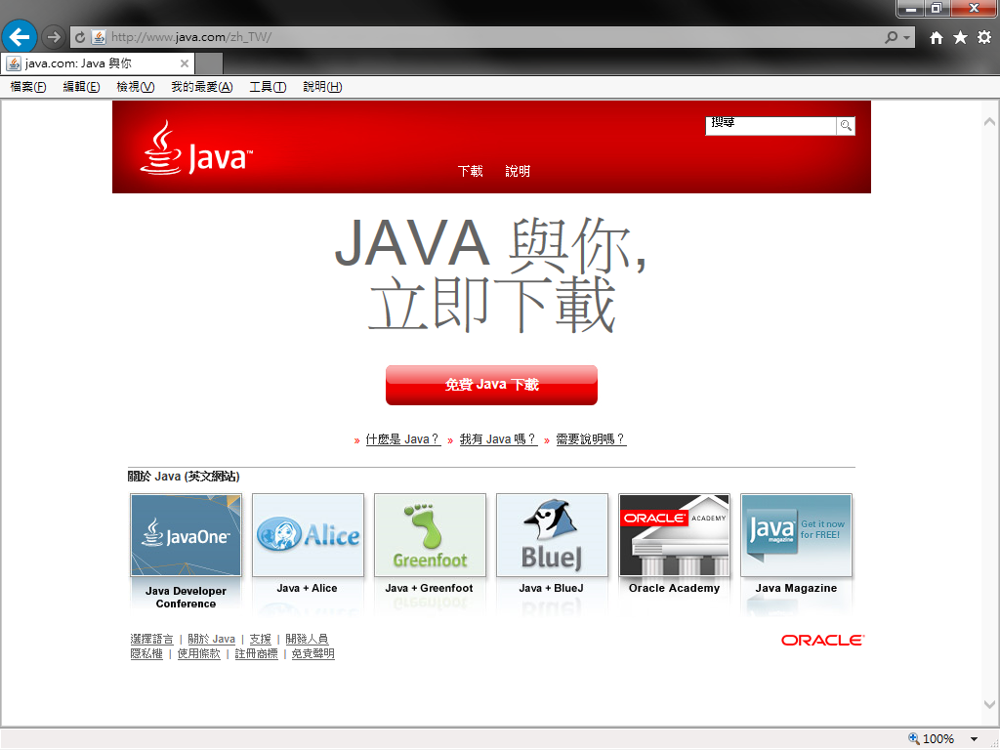 http://www.java.com/zh_TW/
java.com: Java 與你
檔案(F) 編輯(E) 檢視(V) 我的最愛(A) 工具(T) 說明(H)
Java™
搜尋
下載 說明
JAVA 與你,
立即下載
免費 Java 下載
» 什麼是 Java？ » 我有 Java 嗎？ » 需要說明嗎？
關於 Java (英文網站)
JavaOne™
Alice
Greenfoot
BlueJ
ORACLE ACADEMY
Java magazine Get it now for FREE!
Java Developer Conference
Java + Alice
Java + Greenfoot
Java + BlueJ
Oracle Academy
Java Magazine
選擇語言 | 關於 Java | 支援 | 開發人員
隱私權 | 使用條款 | 註冊商標 | 免責聲明
ORACLE
100%